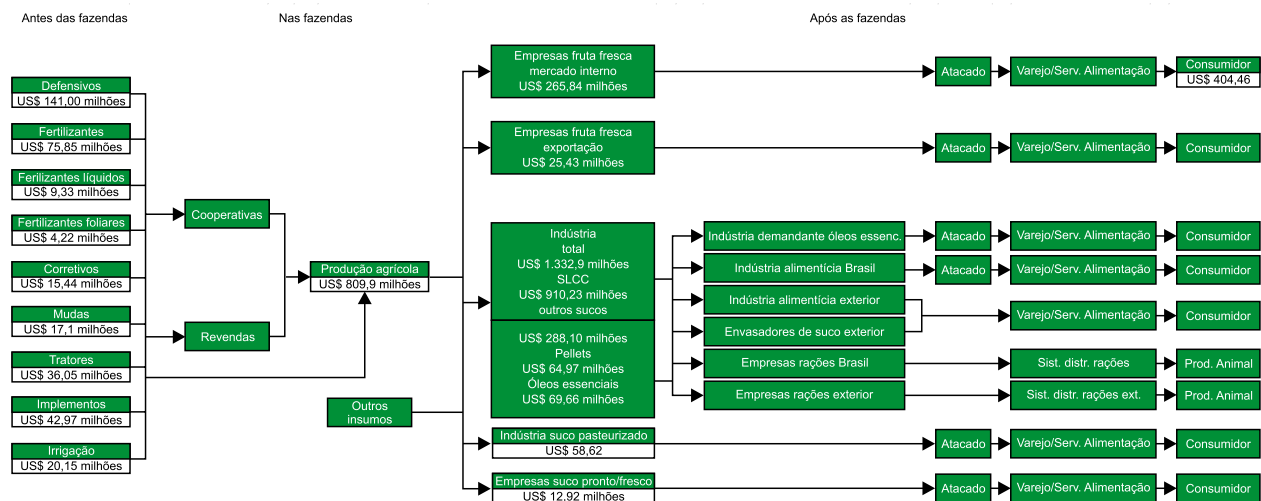 Antes das fazendas
Nas fazendas
Após as fazendas
Defensivos
US$ 141,00 milhões
Fertilizantes
US$ 75,85 milhões
Ferilizantes líquidos
US$ 9,33 milhões
Fertilizantes foliares
US$ 4,22 milhões
Corretivos
US$ 15,44 milhões
Mudas
US$ 17,1 milhões
Tratores
US$ 36,05 milhões
Implementos
US$ 42,97 milhões
Irrigação
US$ 20,15 milhões
Cooperativas
Revendas
Produção agrícola
US$ 809,9 milhões
Outros
insumos
Empresas fruta fresca
mercado interno
US$ 265,84 milhões
Atacado
Varejo/Serv. Alimentação
Consumidor
US$ 404,46
Empresas fruta fresca
exportação
US$ 25,43 milhões
Atacado
Varejo/Serv. Alimentação
Consumidor
Indústria
total
US$ 1.332,9 milhões
SLCC
US$ 910,23 milhões
outros sucos
US$ 288,10 milhões
Pellets
US$ 64,97 milhões
Óleos essenciais
US$ 69,66 milhões
Indústria demandante óleos essenc.
Atacado
Varejo/Serv. Alimentação
Consumidor
Indústria alimentícia Brasil
Atacado
Varejo/Serv. Alimentação
Consumidor
Indústria alimentícia exterior
Envasadores de suco exterior
Varejo/Serv. Alimentação
Consumidor
Empresas rações Brasil
Sist. distr. rações
Prod. Animal
Empresas rações exterior
Sist. distr. rações ext.
Prod. Animal
Indústria suco pasteurizado
US$ 58,62
Atacado
Varejo/Serv. Alimentação
Consumidor
Empresas suco pronto/fresco
US$ 12.92 milhões
Atacado
Varejo/Serv. Alimentação
Consumidor